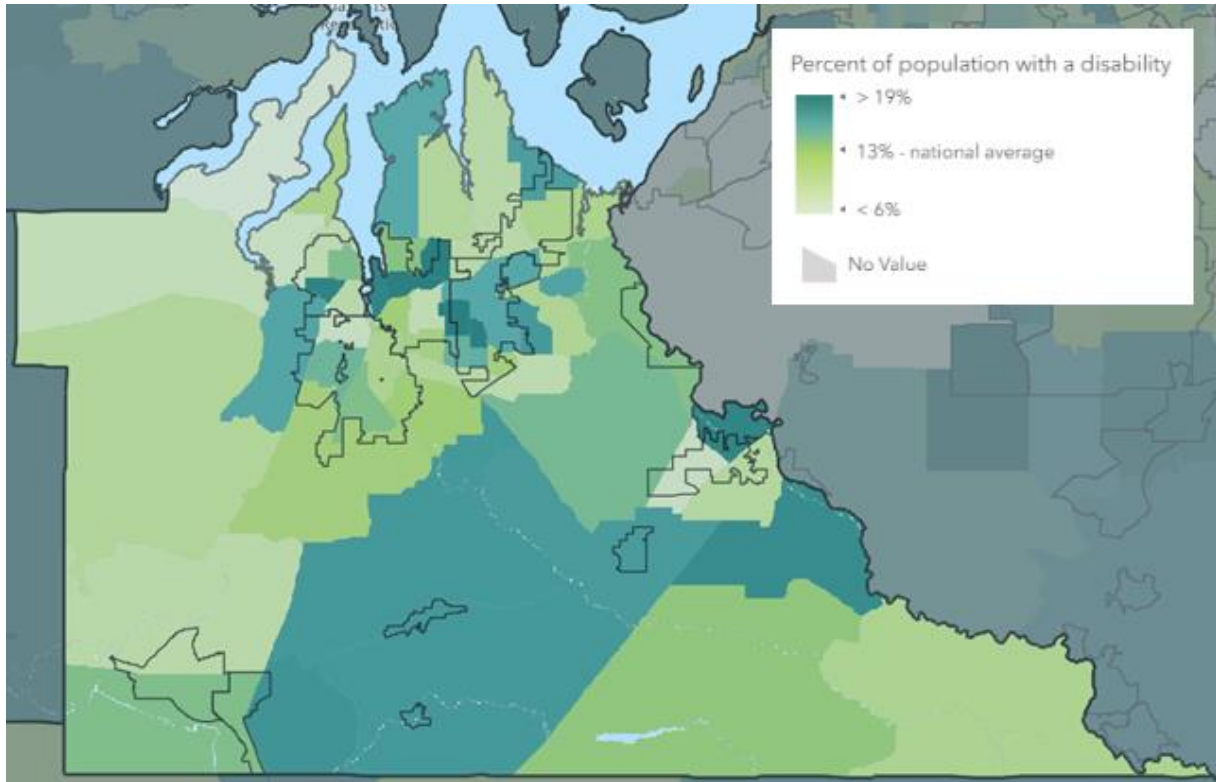 Percent of population with a disability
> 19%
13% - national average
< 6%
No Value